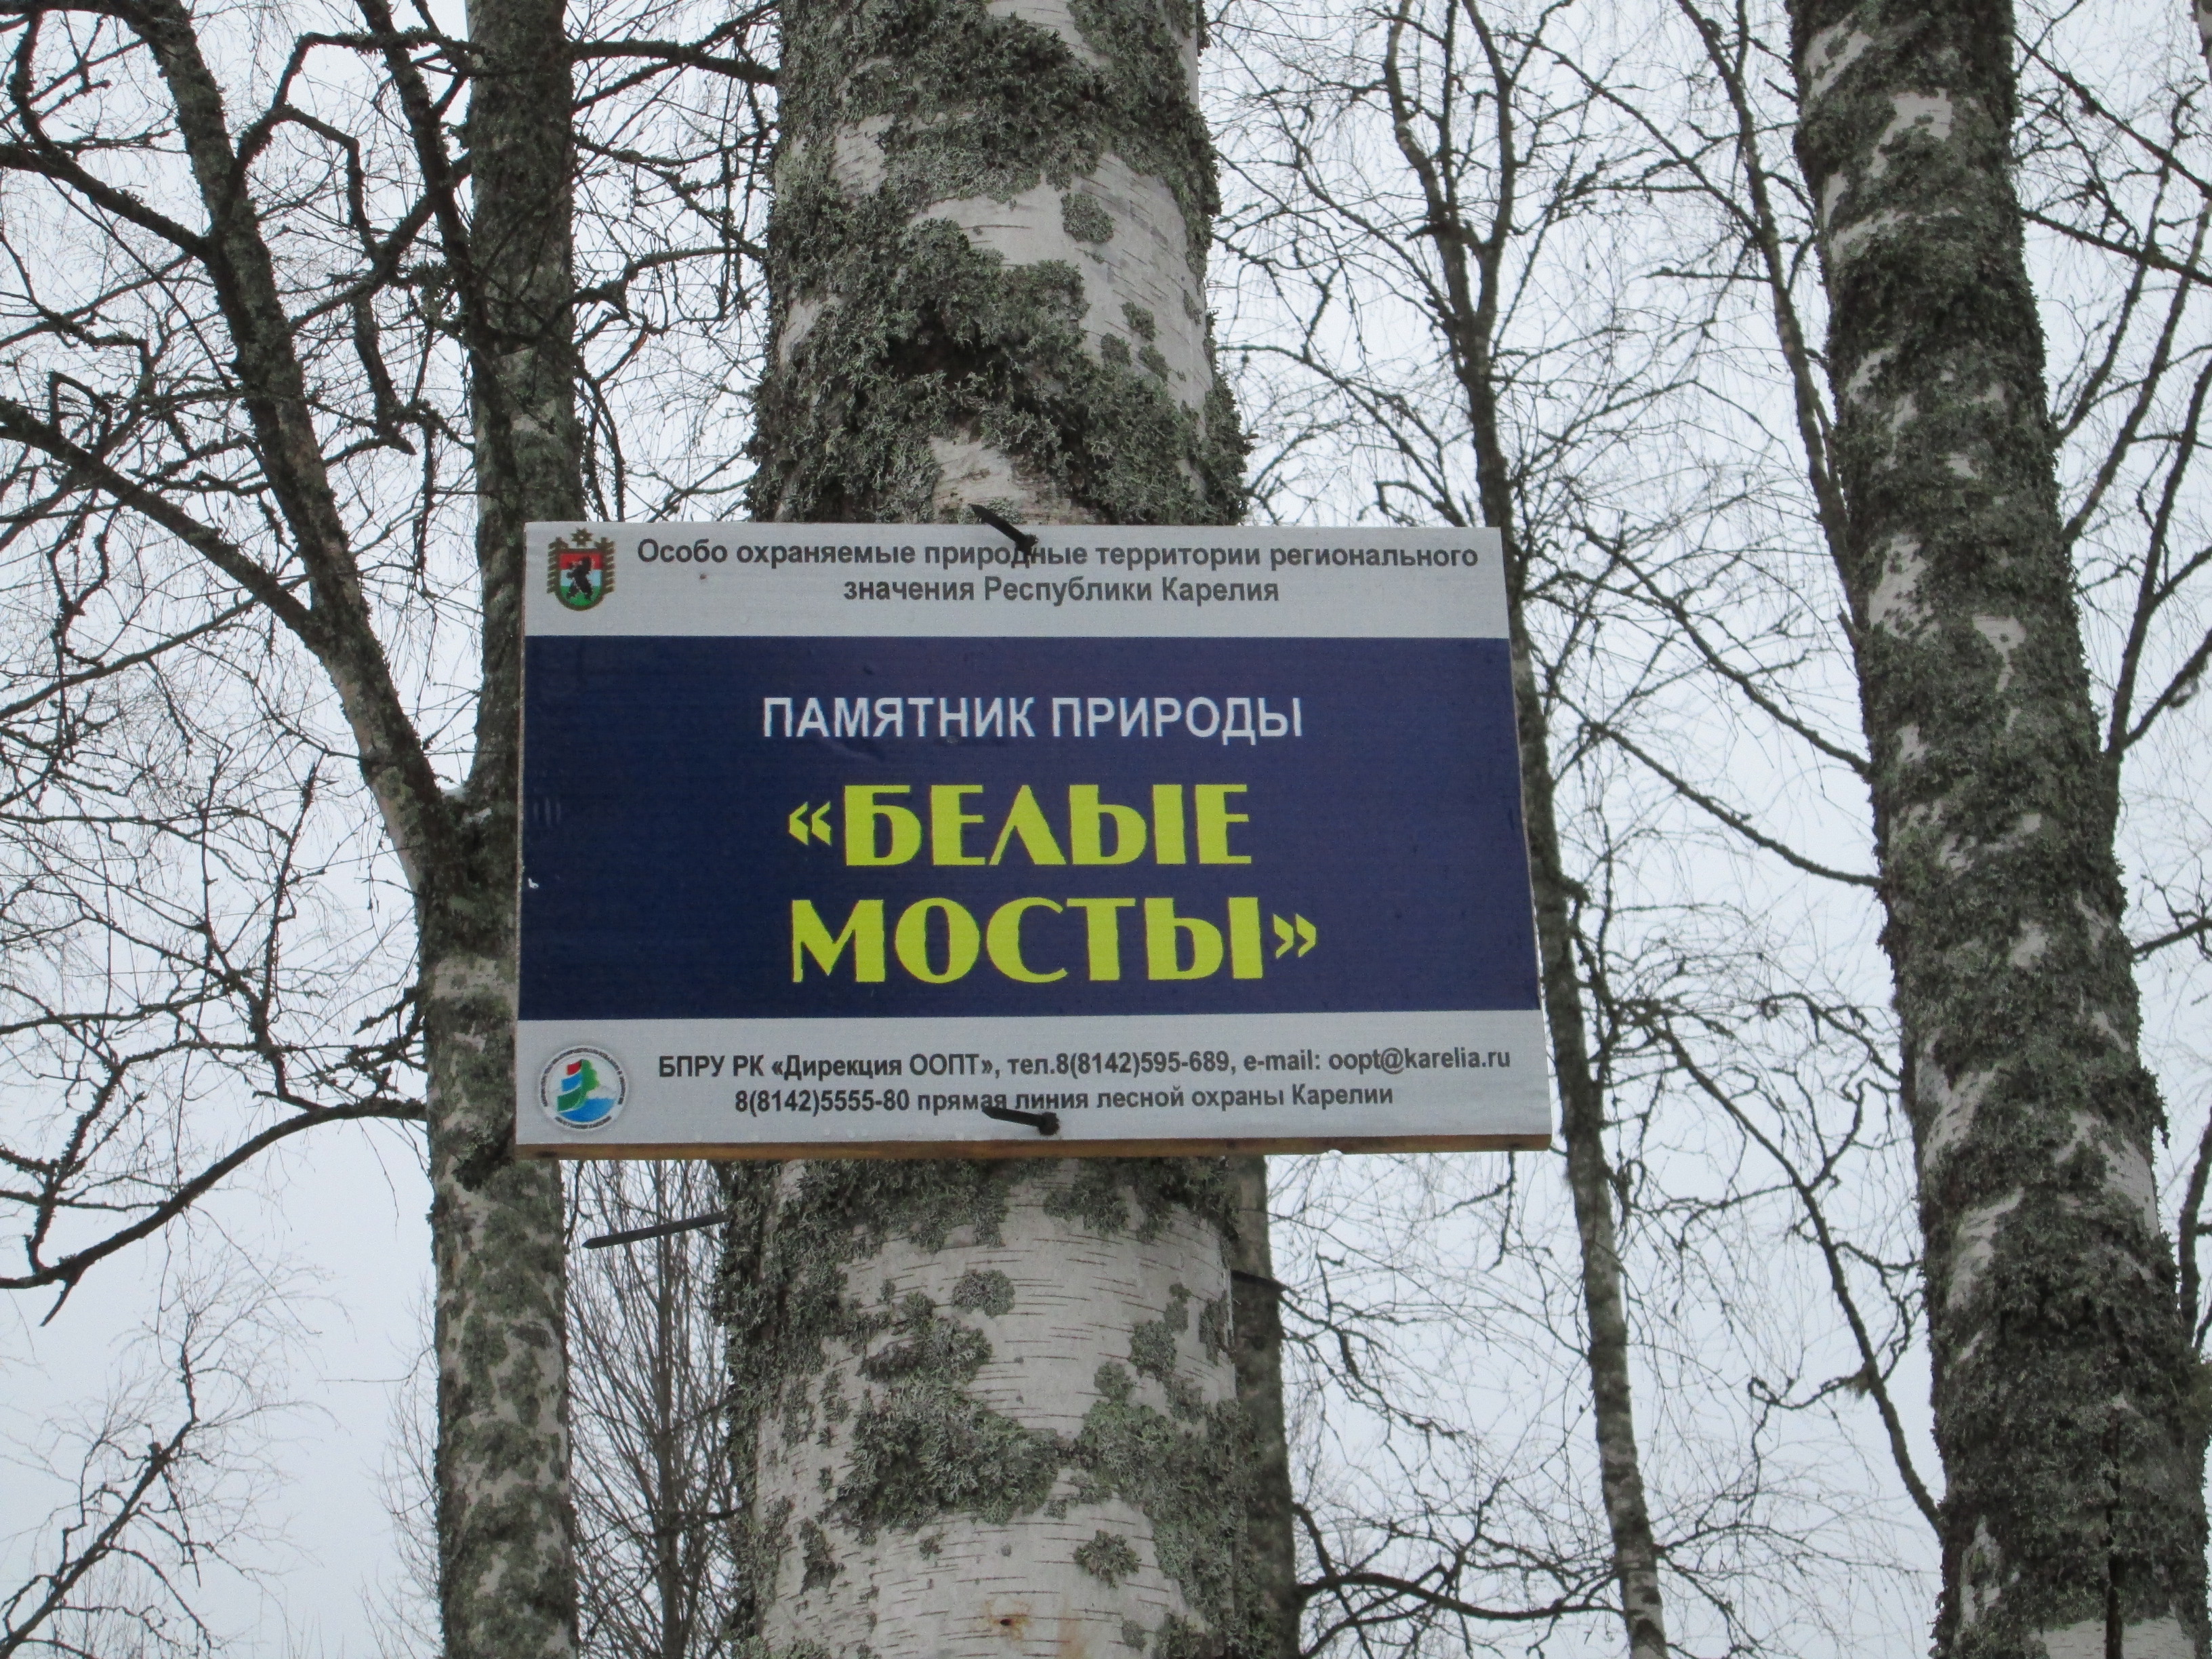 Особо охраняемые природные территории регионального
значения Республики Карелия
ПАМЯТНИК ПРИРОДЫ
«БЕЛЫЕ
МОСТЫ»
БПРУ РК «Дирекция ООПТ», тел.8(8142)595-689, e-mail: oopt@karelia.ru
8(8142)5555-80 прямая линия лесной охраны Карелии